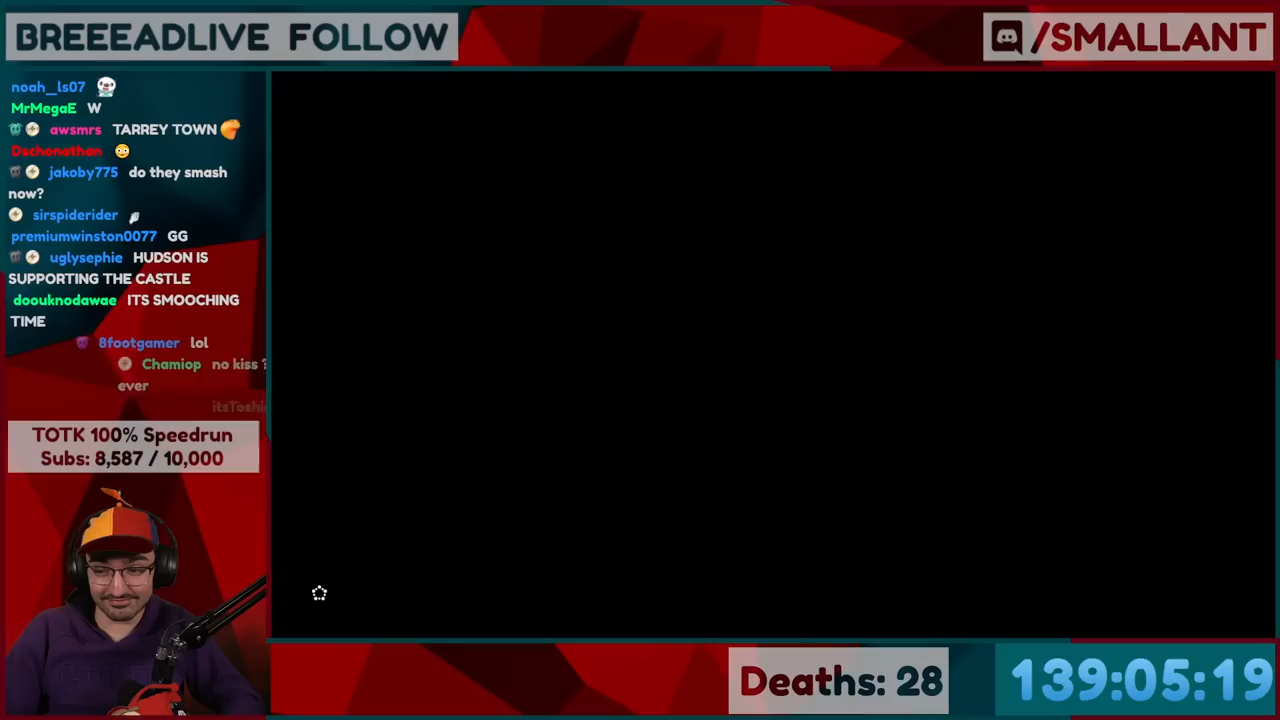 BREEEADLIVE FOLLOW
/SMALLANT
noah_ls07
MrMegaE W
awsmrs TARREY TOWN
Dschonathan
jakoby775 do they smash
now?
sirspiderider
premiumwinston0077 GG
uglysephie HUDSON IS
SUPPORTING THE CASTLE
doouknodawae ITS SMOOCHING
TIME
8footgamer lol
Chamiop no kiss ?
ever
itsToshi
TOTK 100% Speedrun
Subs: 8,587 / 10,000
Deaths: 28
139:05:19